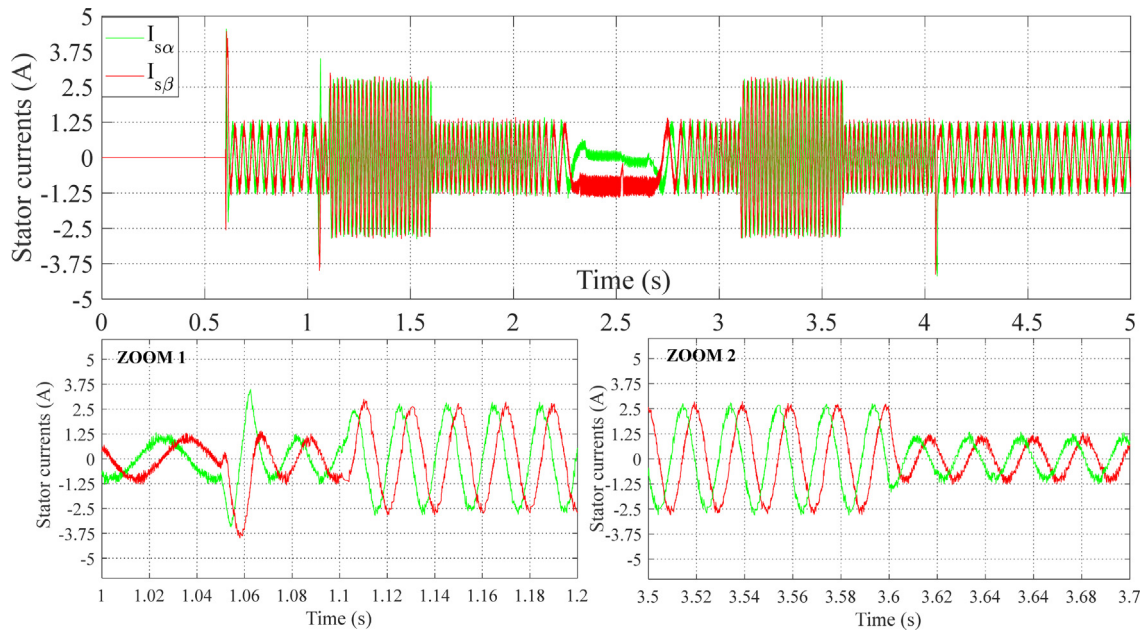 Stator currents (A)
5
3.75
2.5
1.25
0
-1.25
-2.5
-3.75
-5
I sα
I sβ
Time (s)
0 0.5 1 1.5 2 2.5 3 3.5 4 4.5 5
ZOOM 1
Stator currents (A)
5
3.75
2.5
1.25
0
-1.25
-2.5
-3.75
-5
1 1.02 1.04 1.06 1.08 1.1 1.12 1.14 1.16 1.18 1.2
Time (s)
ZOOM 2
Stator currents (A)
5
3.75
2.5
1.25
0
-1.25
-2.5
-3.75
-5
3.5 3.52 3.54 3.56 3.58 3.6 3.62 3.64 3.66 3.68 3.7
Time (s)